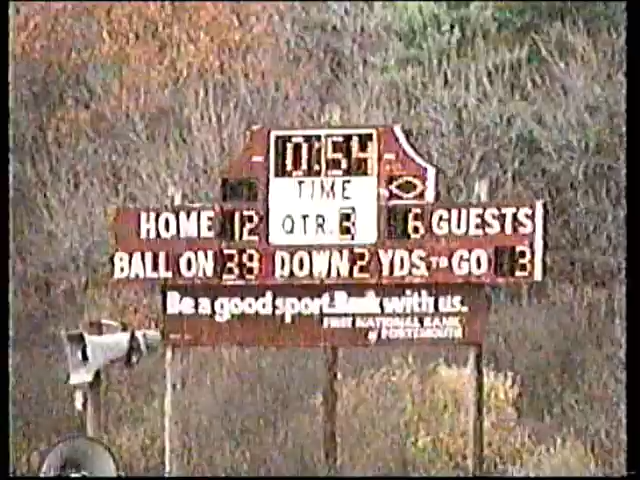 0:54
TIME
HOME 12 QTR. 3 6 GUESTS
BALL ON 39 DOWN 2 YDS. TO GO 3
Be a good sport. Bank with us.
FIRST NATIONAL BANK
of PORTSMOUTH